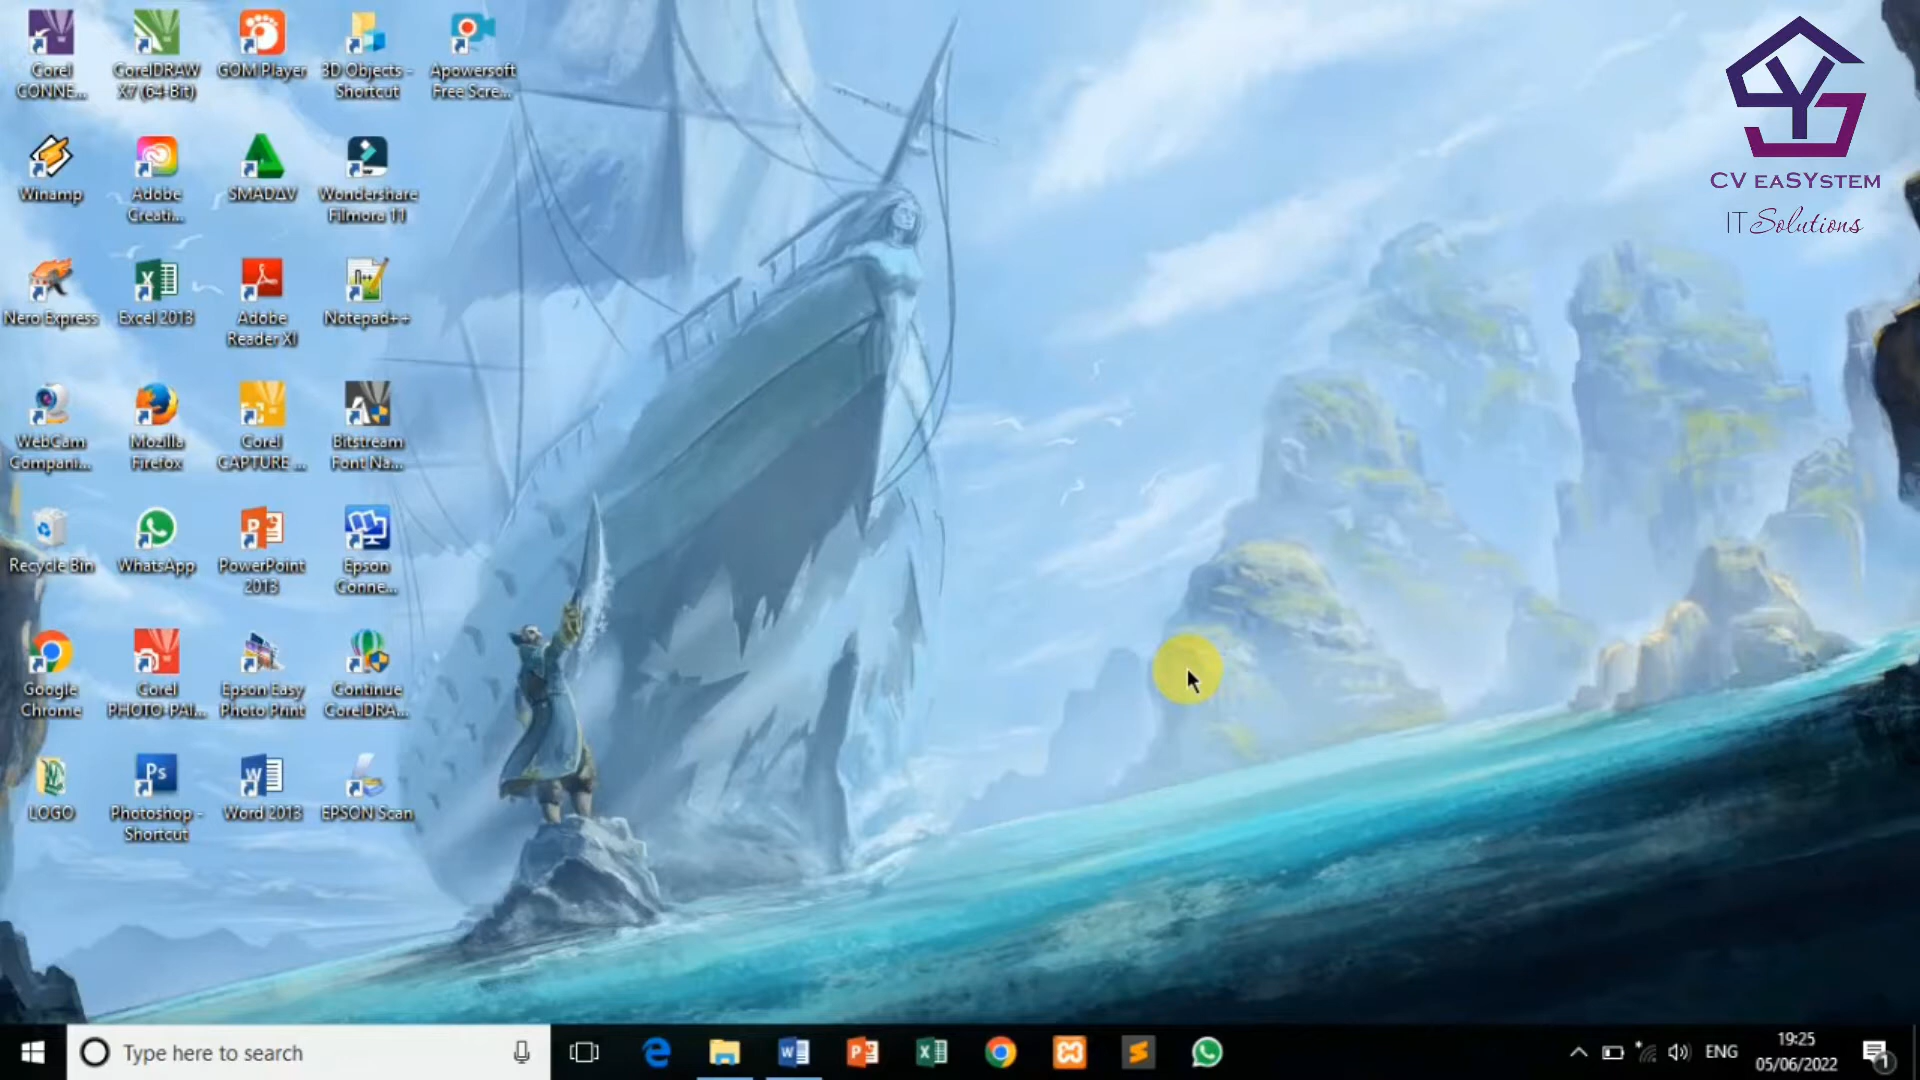 Corel
CONNE...
CorelDRAW
X7 (64-Bit)
GOM Player
3D Objects -
Shortcut
Apowersoft
Free Scre...
Winamp
Adobe
Creati...
SMADAV
Wondershare
Filmora 11
Nero Express
Excel 2013
Adobe
Reader XI
Notepad++
WebCam
Compani...
Mozilla
Firefox
Corel
CAPTURE ...
Bitstream
Font Na...
Recycle Bin
WhatsApp
PowerPoint
2013
Epson
Conne...
Google
Chrome
Corel
PHOTO-PAI...
Epson Easy
Photo Print
Continue
CorelDRA...
LOGO
Photoshop -
Shortcut
Word 2013
EPSON Scan
CV EASYSTEM
IT Solutions
Type here to search
ENG
19:25
05/06/2022
1